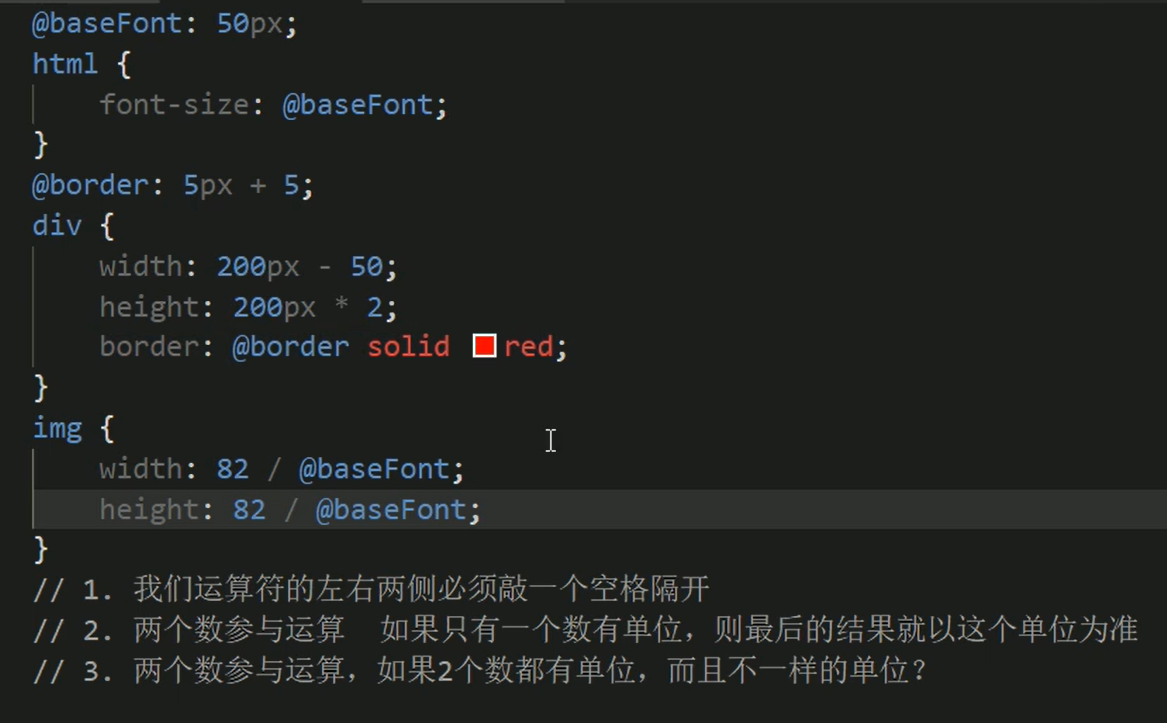 @baseFont: 50px;
html {
    font-size: @baseFont;
}
@border: 5px + 5;
div {
    width: 200px - 50;
    height: 200px * 2;
    border: @border solid red;
}
img {
    width: 82 / @baseFont;
    height: 82 / @baseFont;
}
// 1. 我们运算符的左右两侧必须敲一个空格隔开
// 2. 两个数参与运算  如果只有一个数有单位，则最后的结果就以这个单位为准
// 3. 两个数参与运算，如果2个数都有单位，而且不一样的单位？